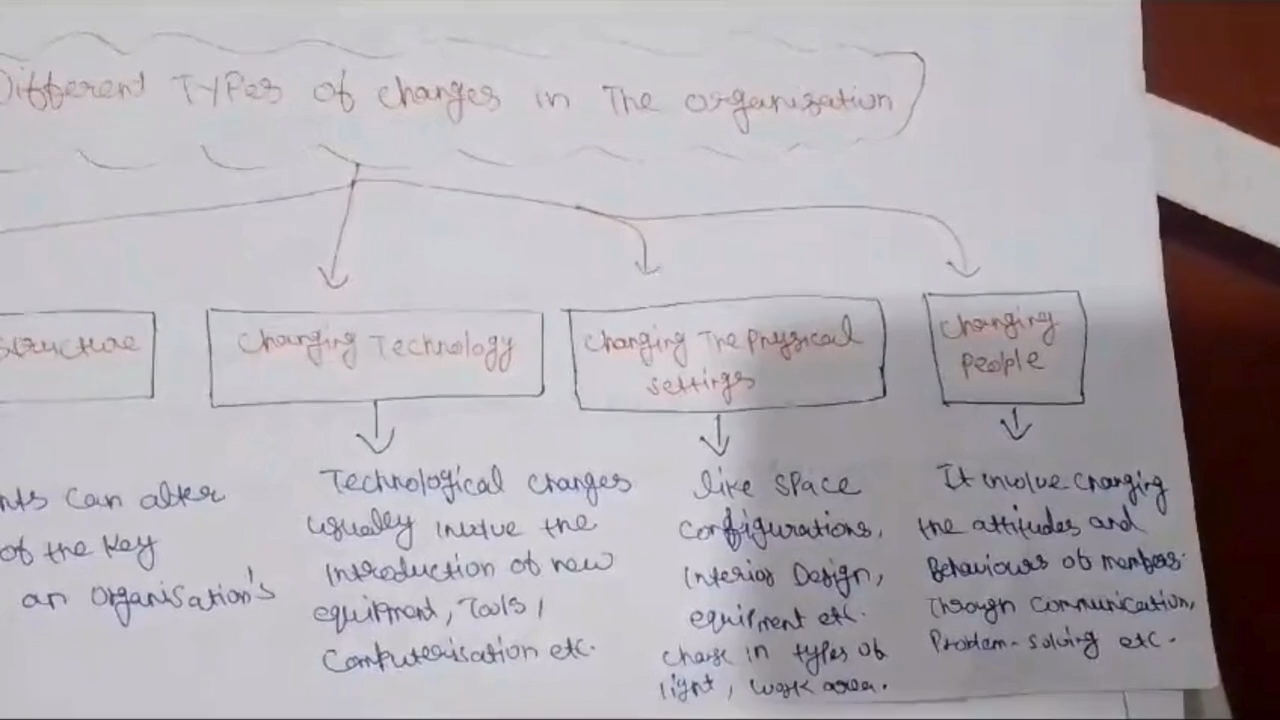 Different Types of changes in The organisation
structure
Changing Technology
Changing The physical
settings
Changing
People
nts can alter
of the key
an organisation's
Technological changes
usually involve the
introduction of new
equipment, Tools,
Computerisation etc.
like space
configurations,
Interior Design,
equipment etc.
in types of
light, work area.
It involve changing
the attitudes and
Behaviours of members
Through communication,
Problem-solving etc.